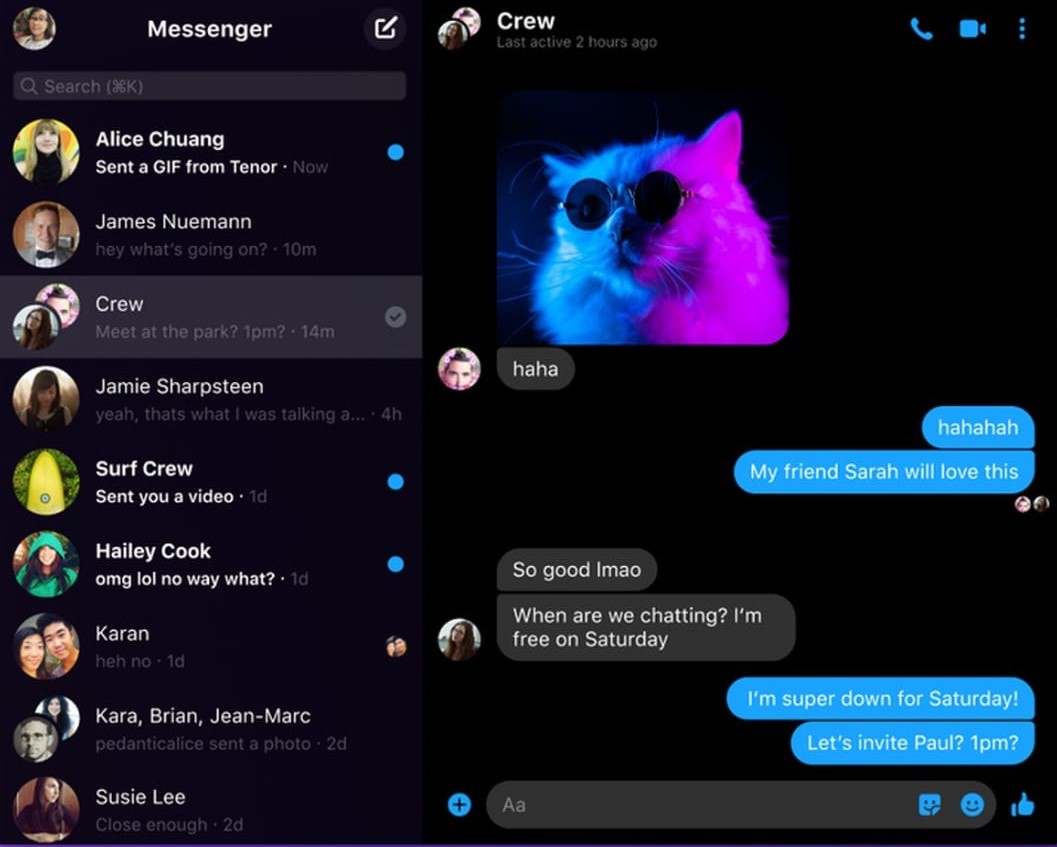 Messenger
Search (⌘K)
Alice Chuang
Sent a GIF from Tenor · Now
James Nuemann
hey what's going on? · 10m
Crew
Meet at the park? 1pm? · 14m
Jamie Sharpsteen
yeah, thats what I was talking a... · 4h
Surf Crew
Sent you a video · 1d
Hailey Cook
omg lol no way what? · 1d
Karan
heh no · 1d
Kara, Brian, Jean-Marc
pedanticalice sent a photo · 2d
Susie Lee
Close enough · 2d
Crew
Last active 2 hours ago
haha
hahahah
My friend Sarah will love this
So good lmao
When are we chatting? I'm
free on Saturday
I'm super down for Saturday!
Let's invite Paul? 1pm?
Aa